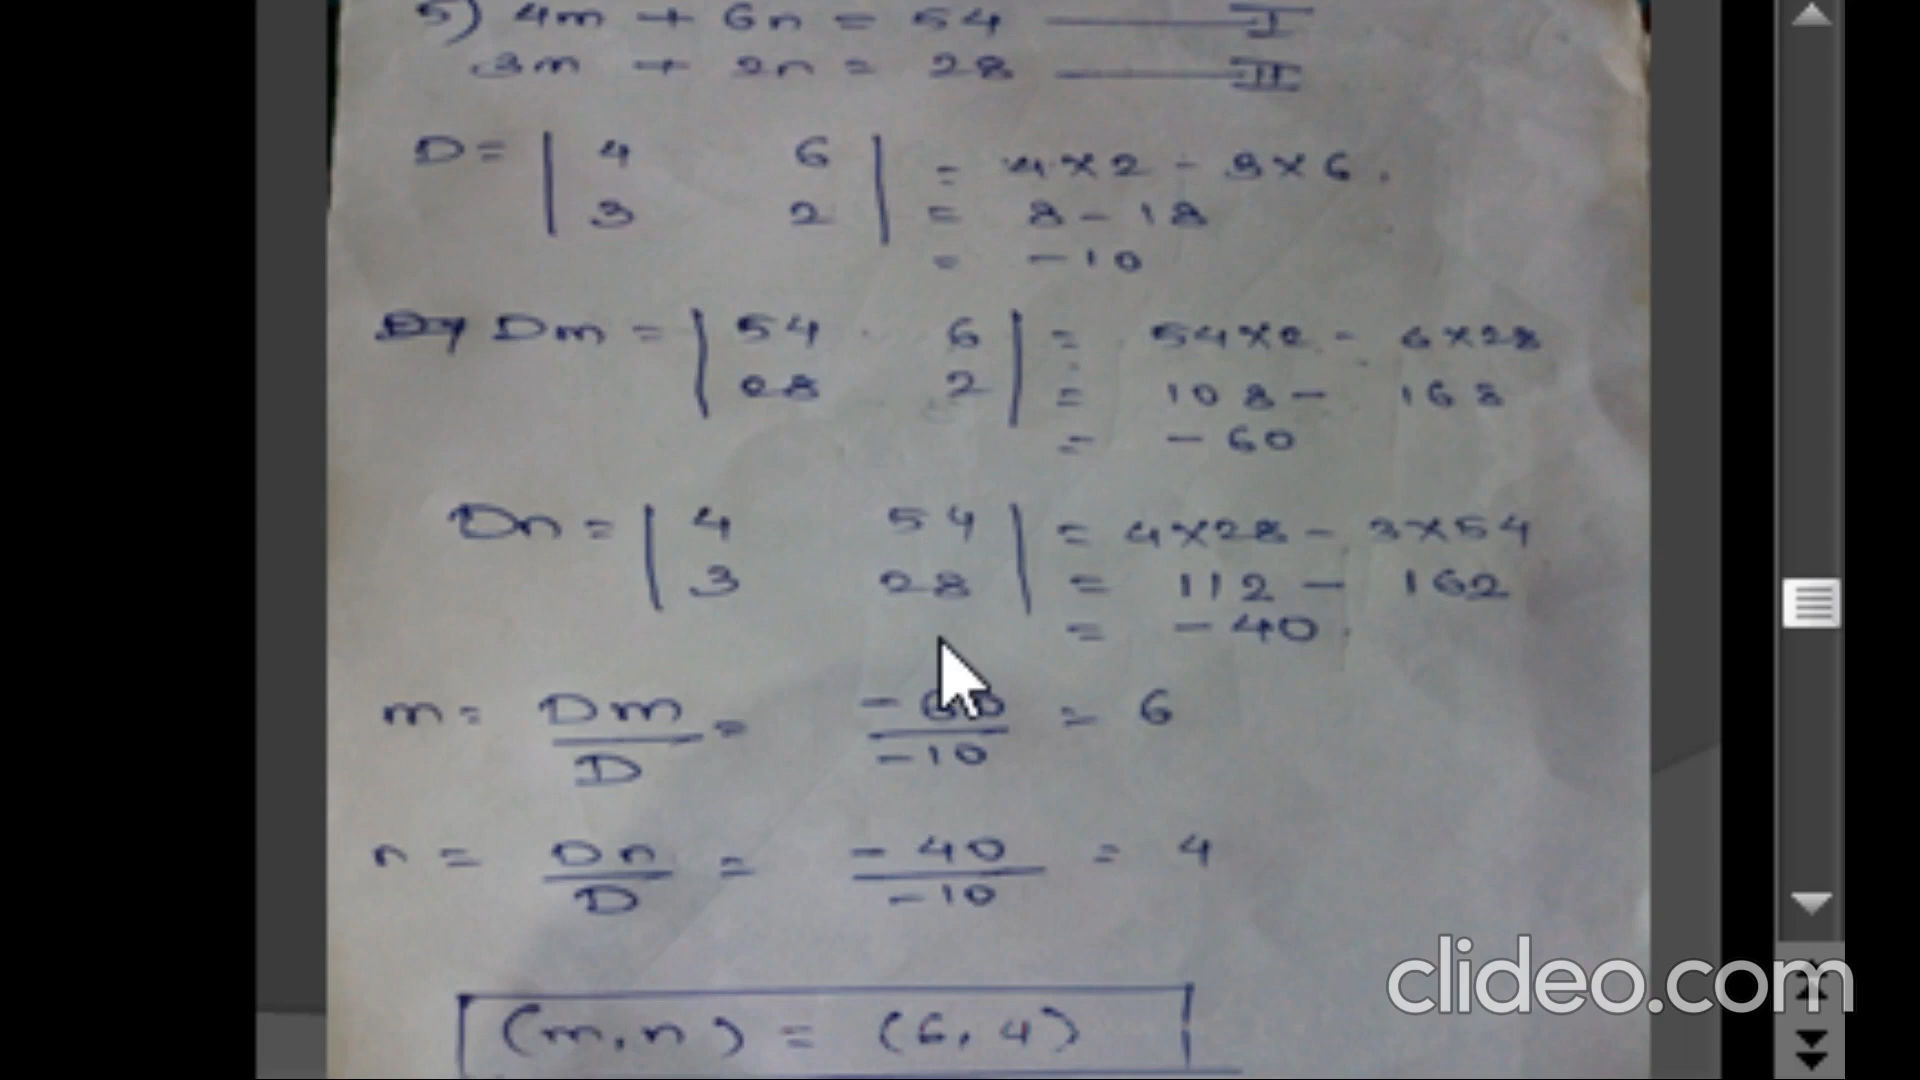 5) 4m + 6n = 54 ——— I
3m + 2n = 28 ——— II
D = | 4 6 | = 4×2 - 3×6.
| 3 2 | = 8 - 18
= -10
Dm = | 54 6 | = 54×2 - 6×28
| 28 2 | = 108 - 168
= -60
Dn = | 4 54 | = 4×28 - 3×54
| 3 28 | = 112 - 162
= -40.
m = Dm/D = -60/-10 = 6
n = Dn/D = -40/-10 = 4
(m, n) = (6, 4)
clideo.com